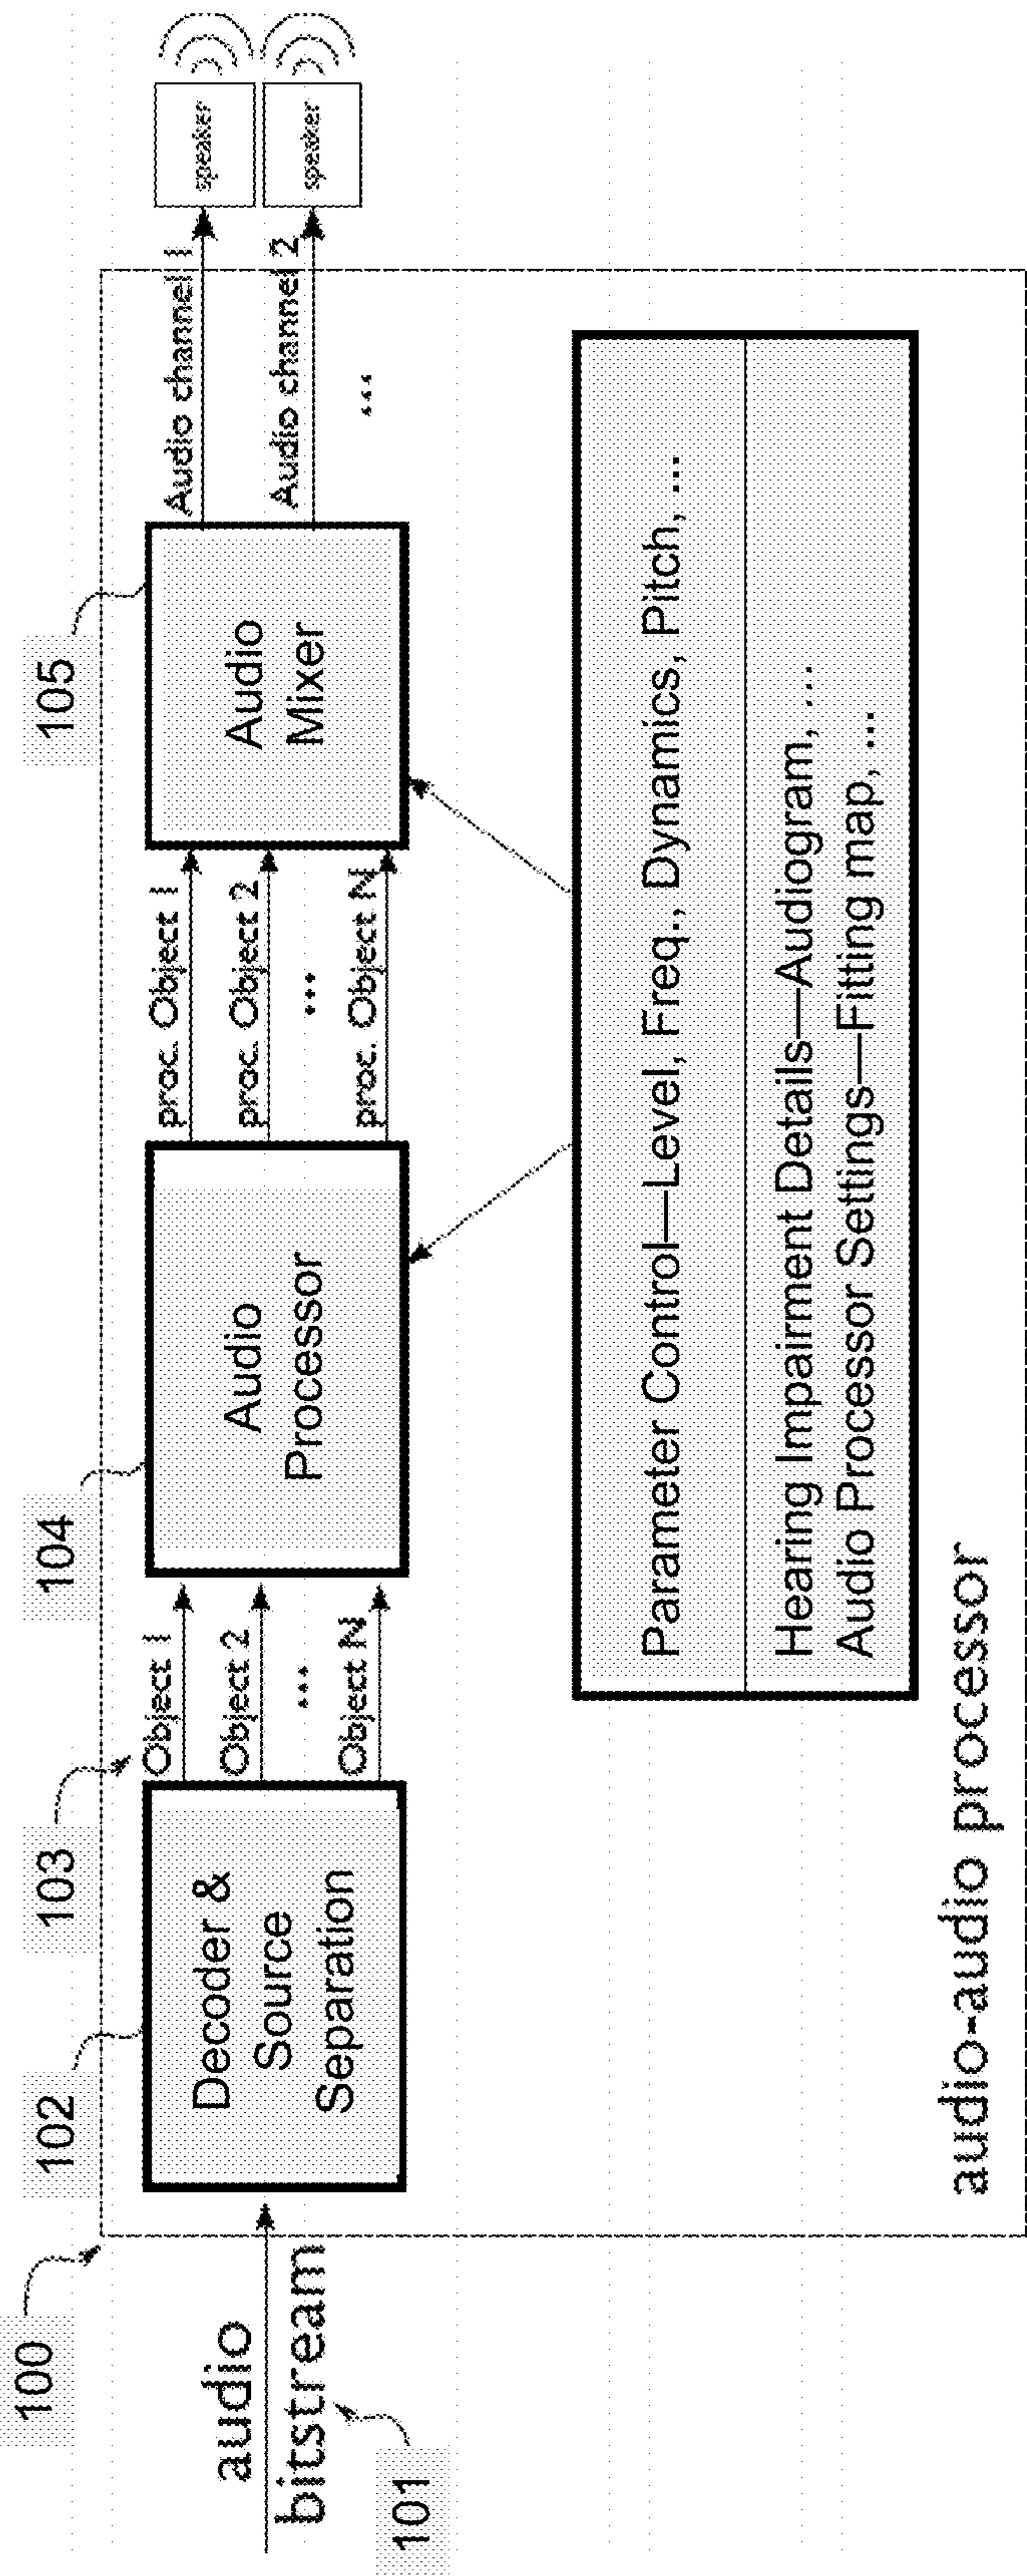 100
audio
bitstream
101
102
Decoder &
Source
Separation
103
Object 1
Object 2
...
Object N
104
Audio
Processor
proc. Object 1
proc. Object 2
...
proc. Object N
105
Audio
Mixer
Audio channel 1
Audio channel 2
...
speaker
speaker
Parameter Control—Level, Freq., Dynamics, Pitch, ...
Hearing Impairment Details—Audiogram, ...
Audio Processor Settings—Fitting map, ...
audio-audio processor